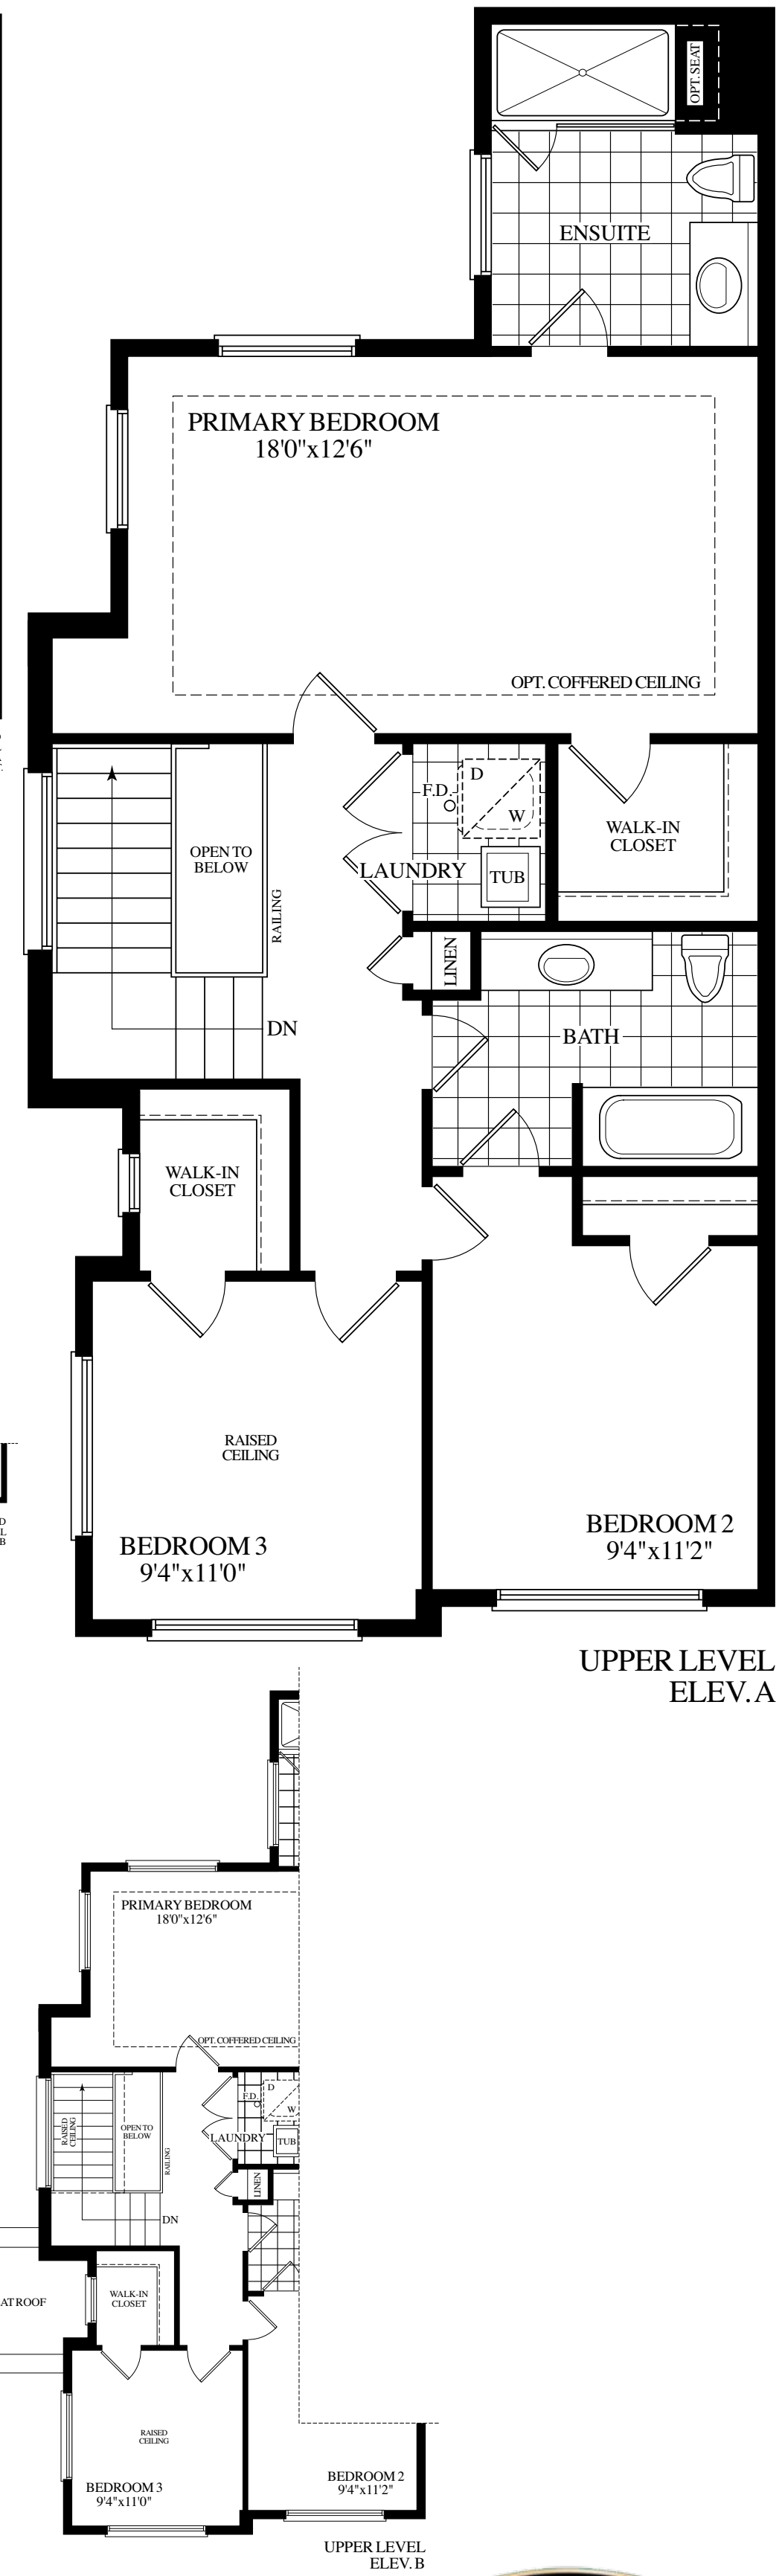 OPT. SEAT
ENSUITE
PRIMARY BEDROOM
18'0"x12'6"
OPT. COFFERED CEILING
D
F.D.
W
LAUNDRY
TUB
WALK-IN
CLOSET
OPEN TO
BELOW
RAILING
LINEN
DN
BATH
WALK-IN
CLOSET
RAISED
CEILING
BEDROOM 3
9'4"x11'0"
BEDROOM 2
9'4"x11'2"
D
L
B
UPPER LEVEL
ELEV. A
PRIMARY BEDROOM
18'0"x12'6"
OPT. COFFERED CEILING
D
F.D.
W
LAUNDRY
TUB
RAISED
CEILING
OPEN TO
BELOW
RAILING
LINEN
DN
WALK-IN
CLOSET
AT ROOF
RAISED
CEILING
BEDROOM 3
9'4"x11'0"
BEDROOM 2
9'4"x11'2"
UPPER LEVEL
ELEV. B